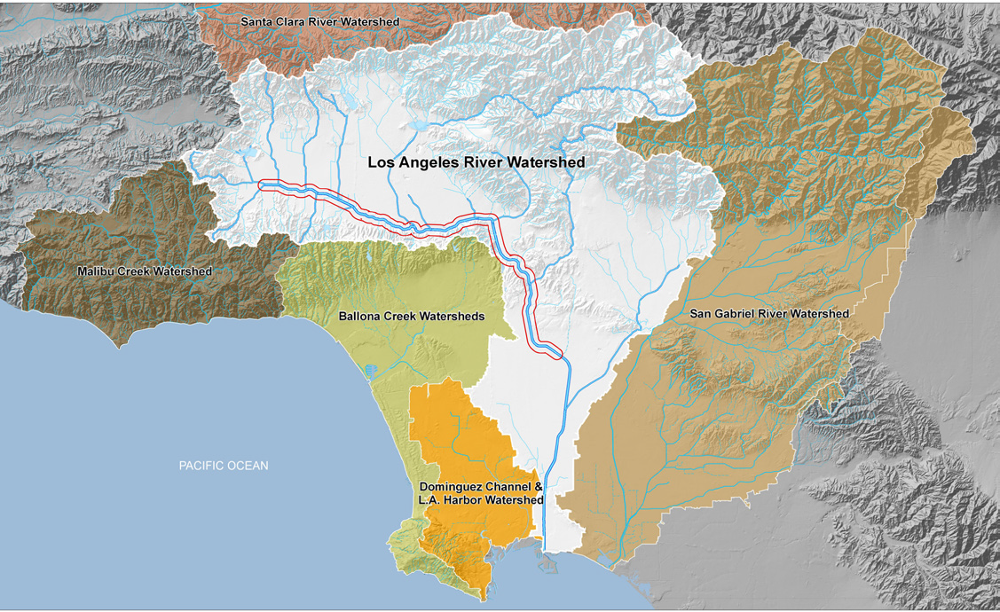 Santa Clara River Watershed
Los Angeles River Watershed
Malibu Creek Watershed
Ballona Creek Watersheds
San Gabriel River Watershed
PACIFIC OCEAN
Dominguez Channel &
L.A. Harbor Watershed